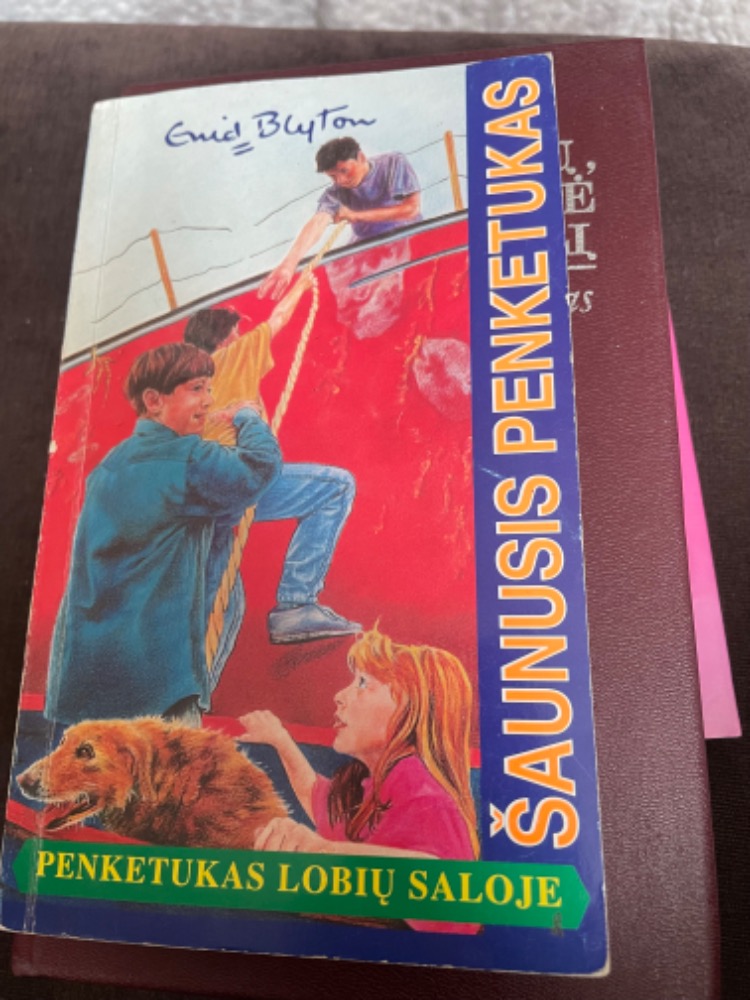 Enid Blyton
ŠAUNUSIS PENKETUKAS
PENKETUKAS LOBIŲ SALOJE